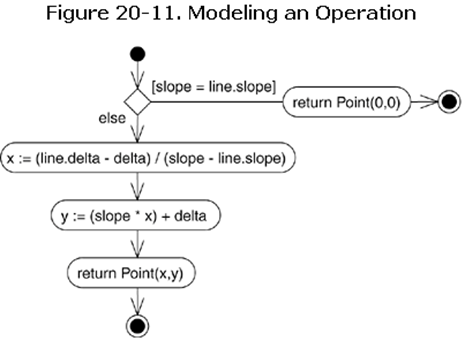 Figure 20-11. Modeling an Operation
[slope = line.slope]
return Point(0,0)
else
x := (line.delta - delta) / (slope - line.slope)
y := (slope * x) + delta
return Point(x,y)